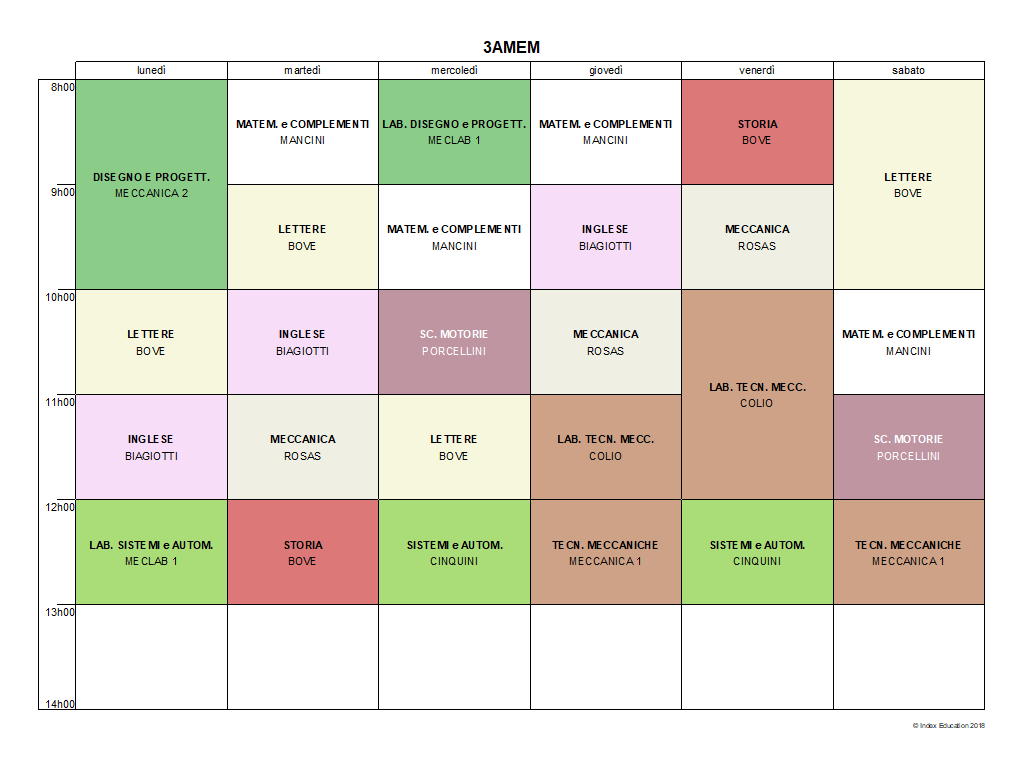 3AMEM
lunedì martedì mercoledì giovedì venerdì sabato
8h00
DISEGNO E PROGETT.
MECCANICA 2
MATEM. e COMPLEMENTI
MANCINI
LAB. DISEGNO e PROGETT.
MECLAB 1
MATEM. e COMPLEMENTI
MANCINI
STORIA
BOVE
LETTERE
BOVE
9h00
LETTERE
BOVE
MATEM. e COMPLEMENTI
MANCINI
INGLESE
BIAGIOTTI
MECCANICA
ROSAS
10h00
LETTERE
BOVE
INGLESE
BIAGIOTTI
SC. MOTORIE
PORCELLINI
MECCANICA
ROSAS
LAB. TECN. MECC.
COLIO
MATEM. e COMPLEMENTI
MANCINI
11h00
INGLESE
BIAGIOTTI
MECCANICA
ROSAS
LETTERE
BOVE
LAB. TECN. MECC.
COLIO
SC. MOTORIE
PORCELLINI
12h00
LAB. SISTEMI e AUTOM.
MECLAB 1
STORIA
BOVE
SISTEMI e AUTOM.
CINQUINI
TECN. MECCANICHE
MECCANICA 1
SISTEMI e AUTOM.
CINQUINI
TECN. MECCANICHE
MECCANICA 1
13h00
14h00
© Index Education 2018